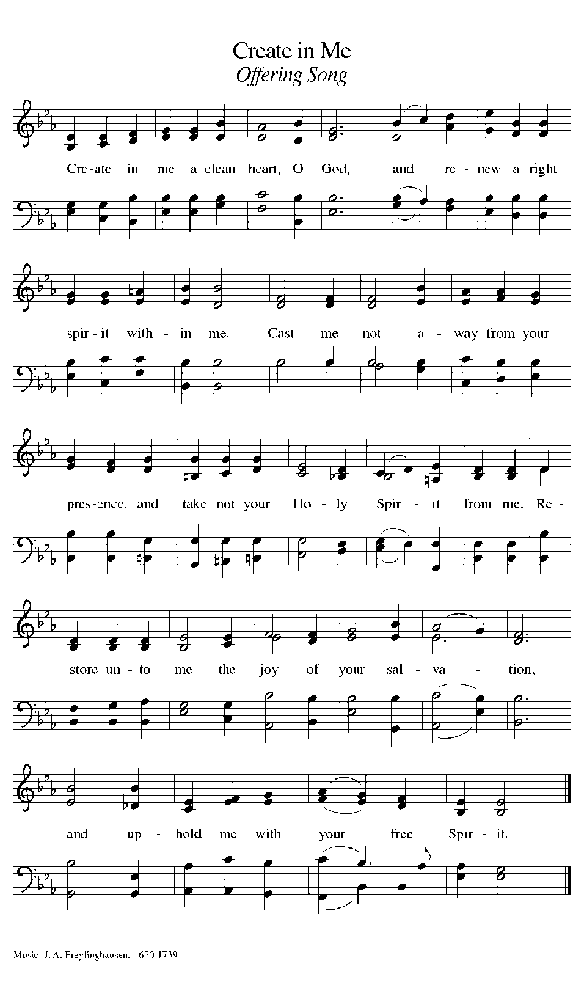 Create in Me
Offering Song
Cre-ate in me a clean heart, O God, and re - new a right
spir - it with - in me. Cast me not a - way from your
pres-ence, and take not your Ho - ly Spir - it from me. Re -
store un - to me the joy of your sal - va - tion,
and up - hold me with your free Spir - it.
Music: J. A. Freylinghausen, 1670-1739